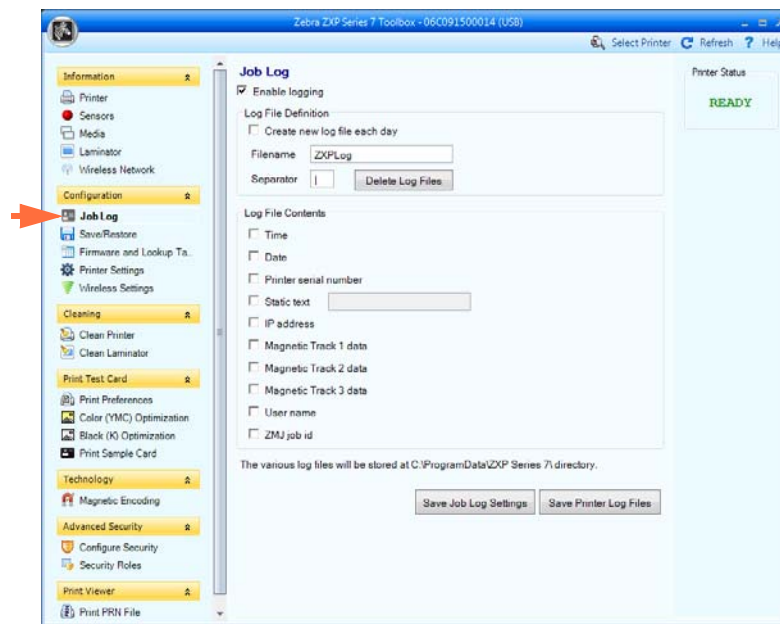 Zebra ZXP Series 7 Toolbox - 06C091500014 (USB)
Select Printer Refresh ? Help
Information
Printer
Sensors
Media
Laminator
Wireless Network
Configuration
Job Log
Save/Restore
Firmware and Lookup Ta..
Printer Settings
Wireless Settings
Cleaning
Clean Printer
Clean Laminator
Print Test Card
Print Preferences
Color (YMC) Optimization
Black (K) Optimization
Print Sample Card
Technology
Magnetic Encoding
Advanced Security
Configure Security
Security Roles
Print Viewer
Print PRN File
Job Log
Enable logging
Log File Definition
Create new log file each day
Filename ZXPLog
Separator | Delete Log Files
Log File Contents
Time
Date
Printer serial number
Static text
IP address
Magnetic Track 1 data
Magnetic Track 2 data
Magnetic Track 3 data
User name
ZMJ job id
The various log files will be stored at C:\ProgramData\ZXP Series 7\ directory.
Save Job Log Settings Save Printer Log Files
Printer Status
READY